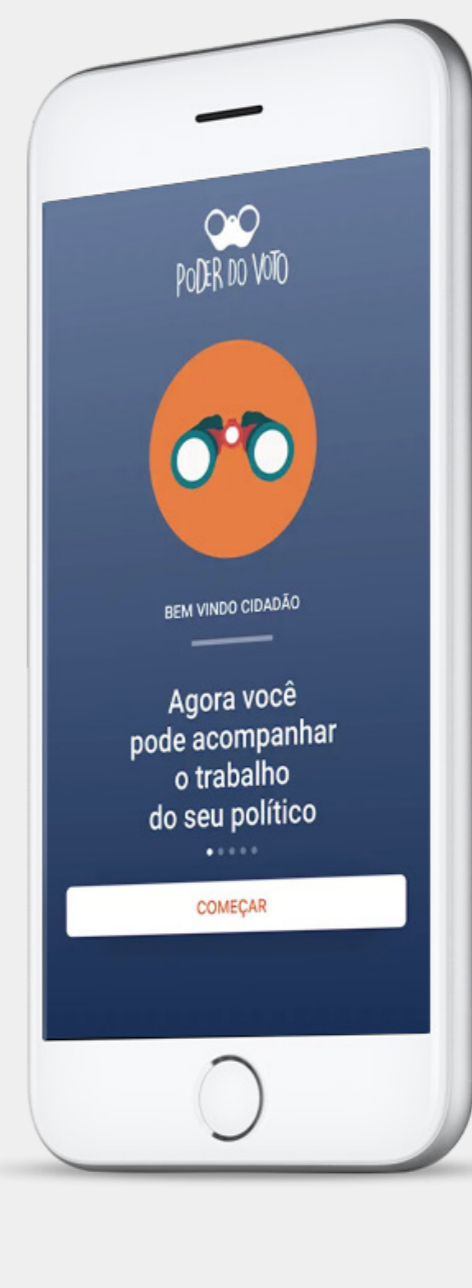 PODER DO VOTO
BEM VINDO CIDADÃO
Agora você
pode acompanhar
o trabalho
do seu político
COMEÇAR